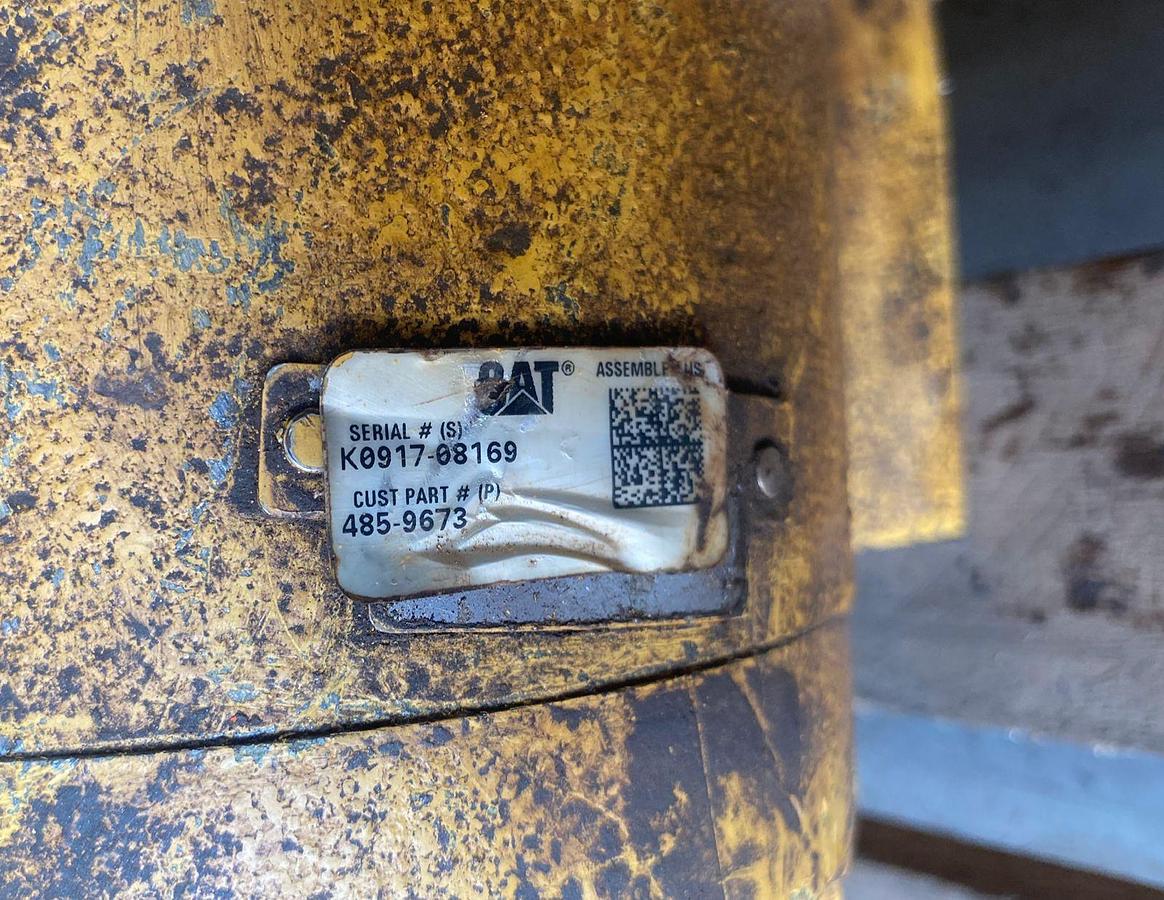 CAT® ASSEMBLED US
SERIAL # (S)
K0917-08169
CUST PART # (P)
485-9673